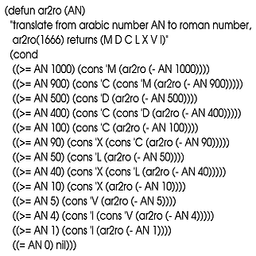 (defun ar2ro (AN)
"translate from arabic number AN to roman number,
ar2ro(1666) returns (M D C L X V I)"
(cond
((>= AN 1000) (cons 'M (ar2ro (- AN 1000))))
((>= AN 900) (cons 'C (cons 'M (ar2ro (- AN 900)))))
((>= AN 500) (cons 'D (ar2ro (- AN 500))))
((>= AN 400) (cons 'C (cons 'D (ar2ro (- AN 400)))))
((>= AN 100) (cons 'C (ar2ro (- AN 100))))
((>= AN 90) (cons 'X (cons 'C (ar2ro (- AN 90)))))
((>= AN 50) (cons 'L (ar2ro (- AN 50))))
((>= AN 40) (cons 'X (cons 'L (ar2ro (- AN 40)))))
((>= AN 10) (cons 'X (ar2ro (- AN 10))))
((>= AN 5) (cons 'V (ar2ro (- AN 5))))
((>= AN 4) (cons 'I (cons 'V (ar2ro (- AN 4)))))
((>= AN 1) (cons 'I (ar2ro (- AN 1))))
((= AN 0) nil)))